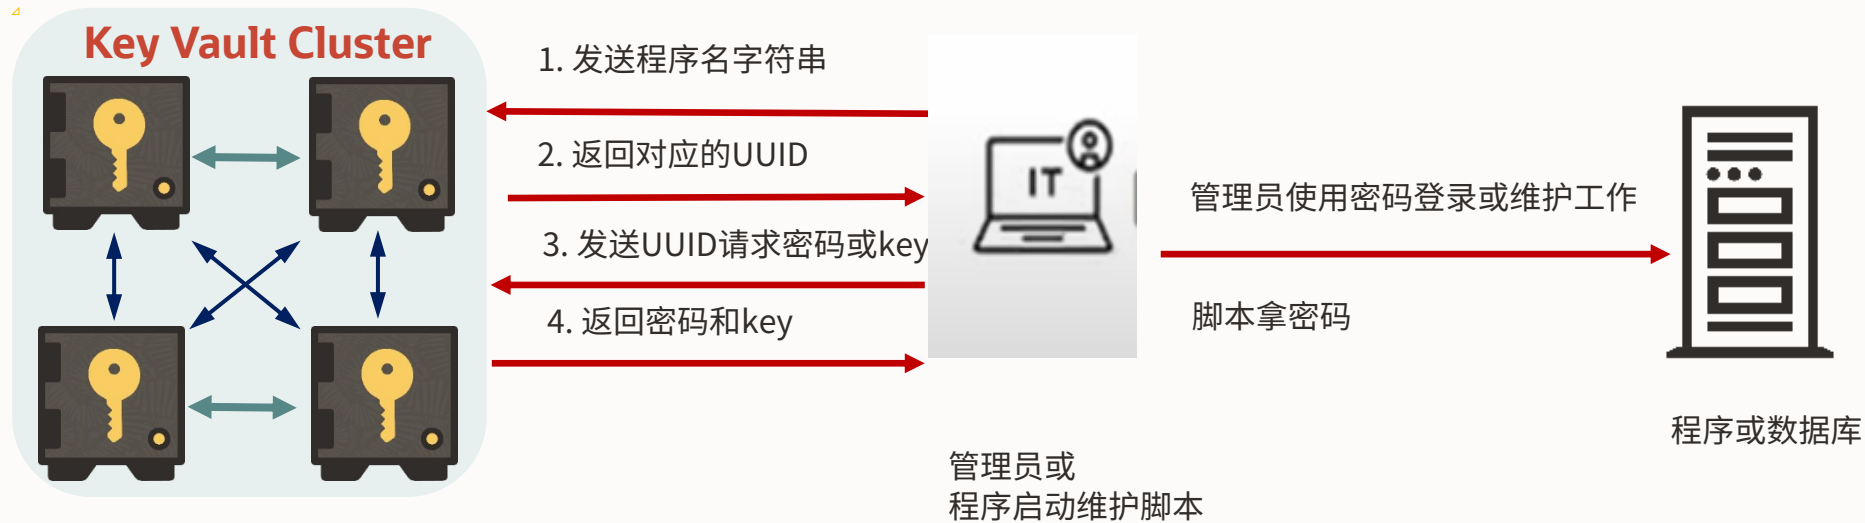 Key Vault Cluster
1. 发送程序名字符串
2. 返回对应的UUID
3. 发送UUID请求密码或key
4. 返回密码和key
IT
管理员使用密码登录或维护工作
脚本拿密码
程序或数据库
管理员或
程序启动维护脚本